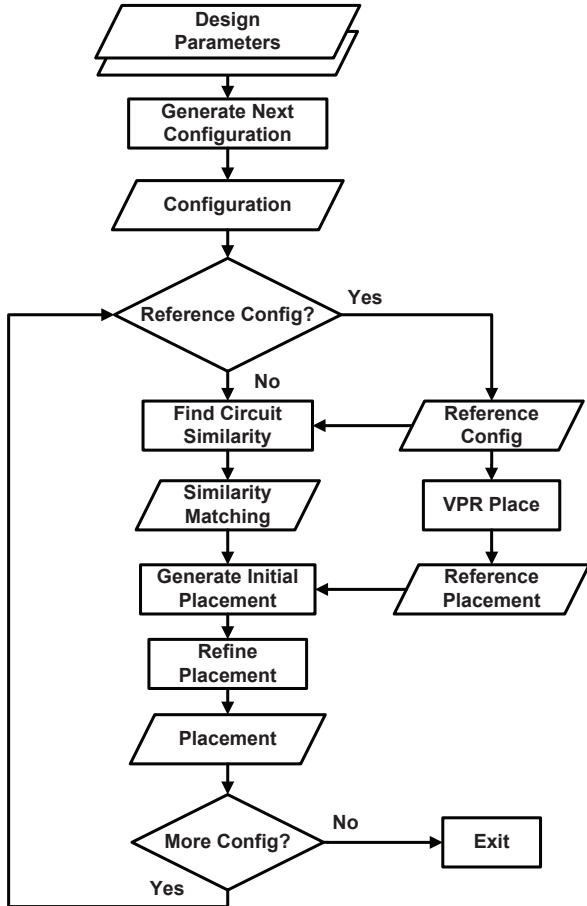 Design
Parameters
Generate Next
Configuration
Configuration
Reference Config?
Yes
No
Find Circuit
Similarity
Reference
Config
Similarity
Matching
VPR Place
Generate Initial
Placement
Reference
Placement
Refine
Placement
Placement
More Config?
No
Exit
Yes